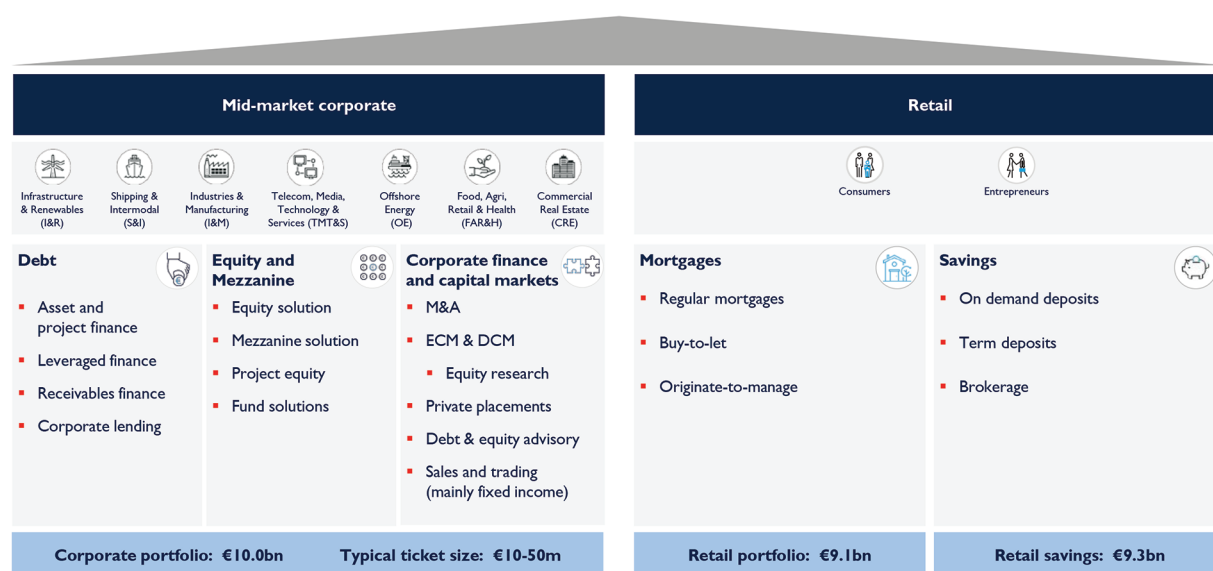 Mid-market corporate
Retail
Infrastructure
& Renewables
(I&R)
Shipping &
Intermodal
(S&I)
Industries &
Manufacturing
(I&M)
Telecom, Media,
Technology &
Services (TMT&S)
Offshore
Energy
(OE)
Food, Agri,
Retail & Health
(FAR&H)
Commercial
Real Estate
(CRE)
Consumers
Entrepreneurs
Debt
▪ Asset and
project finance
▪ Leveraged finance
▪ Receivables finance
▪ Corporate lending
Equity and
Mezzanine
▪ Equity solution
▪ Mezzanine solution
▪ Project equity
▪ Fund solutions
Corporate finance
and capital markets
▪ M&A
▪ ECM & DCM
▪ Equity research
▪ Private placements
▪ Debt & equity advisory
▪ Sales and trading
(mainly fixed income)
Mortgages
▪ Regular mortgages
▪ Buy-to-let
▪ Originate-to-manage
Savings
▪ On demand deposits
▪ Term deposits
▪ Brokerage
Corporate portfolio: €10.0bn
Typical ticket size: €10-50m
Retail portfolio: €9.1bn
Retail savings: €9.3bn